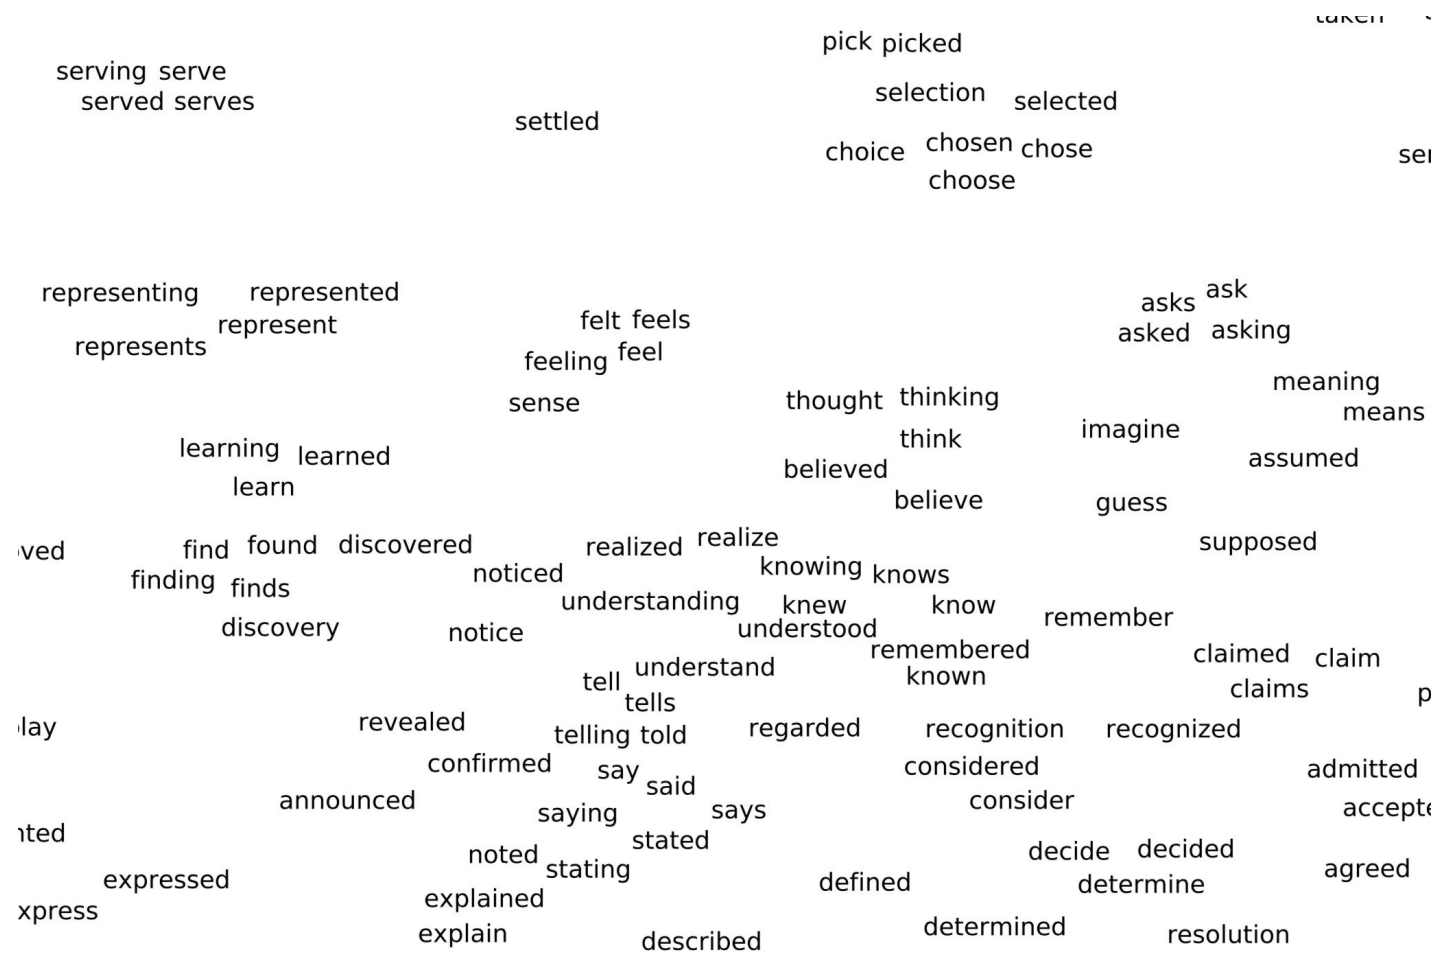 taken
pick picked
serving serve
selection selected
served serves
settled
choice chosen chose
choose
ask
representing represented
asks
felt feels
represent
asked asking
represents
feeling feel
meaning
thought thinking
sense
means
imagine
think
learning learned
assumed
believed
learn
believe
guess
supposed
realized realize
find found discovered
noticed
knowing knows
finding finds
understanding knew know
remember
discovery
notice
understood
remembered
claimed claim
understand
known
tell
claims
tells
revealed
regarded recognition recognized
telling told
confirmed
considered
admitted
say
said
announced
consider
saying says
stated
noted
decide decided
stating
agreed
expressed
defined
determine
explained
determined
explain
resolution
described